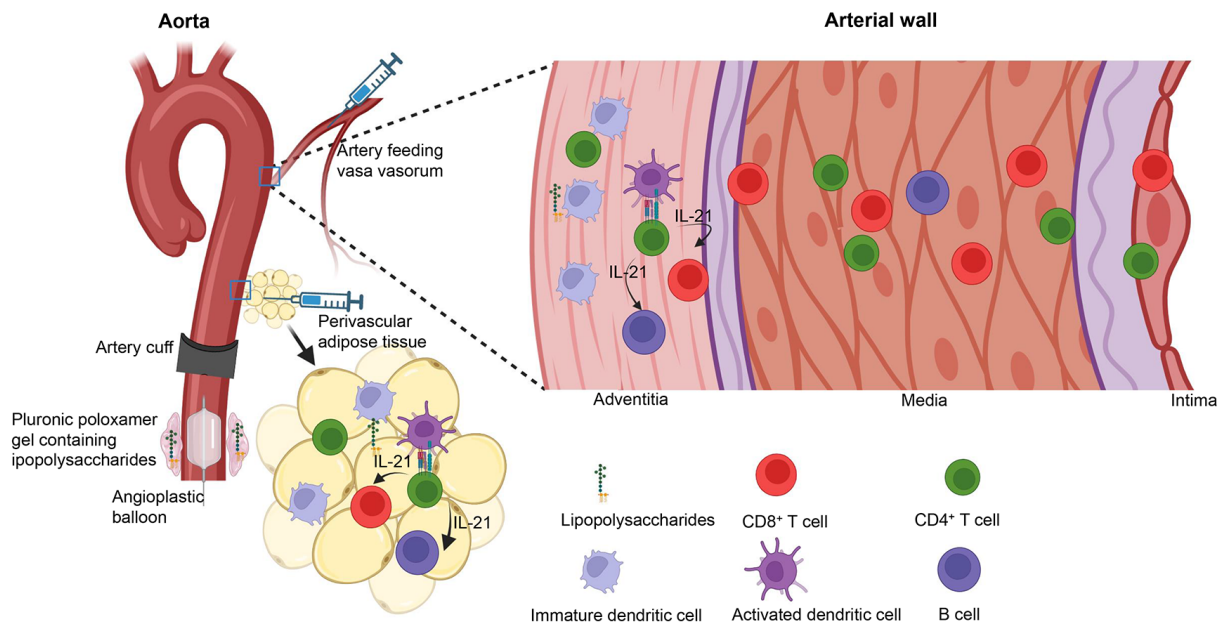 Aorta
Arterial wall
Artery feeding
vasa vasorum
IL-21
IL-21
Perivascular
adipose tissue
Artery cuff
Adventitia
Media
Intima
Pluronic poloxamer
gel containing
ipopolysaccharides
IL-21
Angioplastic
balloon
IL-21
Lipopolysaccharides
CD8⁺ T cell
CD4⁺ T cell
Immature dendritic cell
Activated dendritic cell
B cell